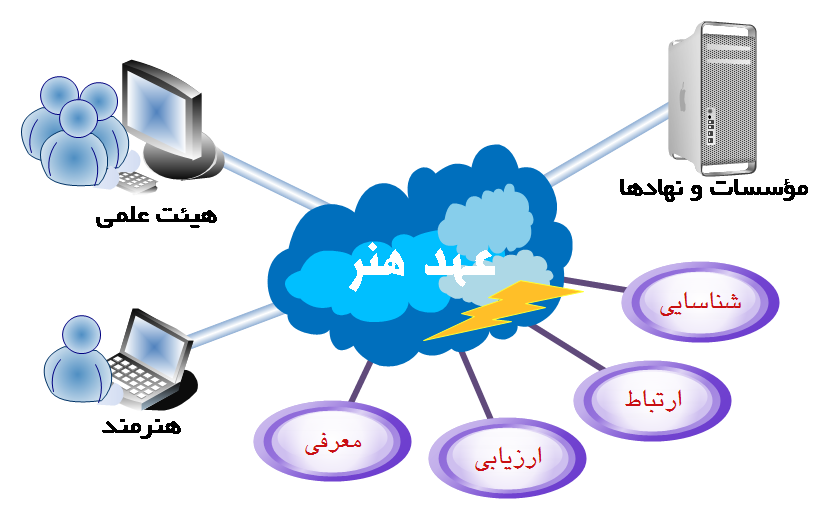 مؤسسات و نهادها
هیئت علمی
عهد هنر
شناسایی
ارتباط
ارزیابی
معرفی
هنرمند